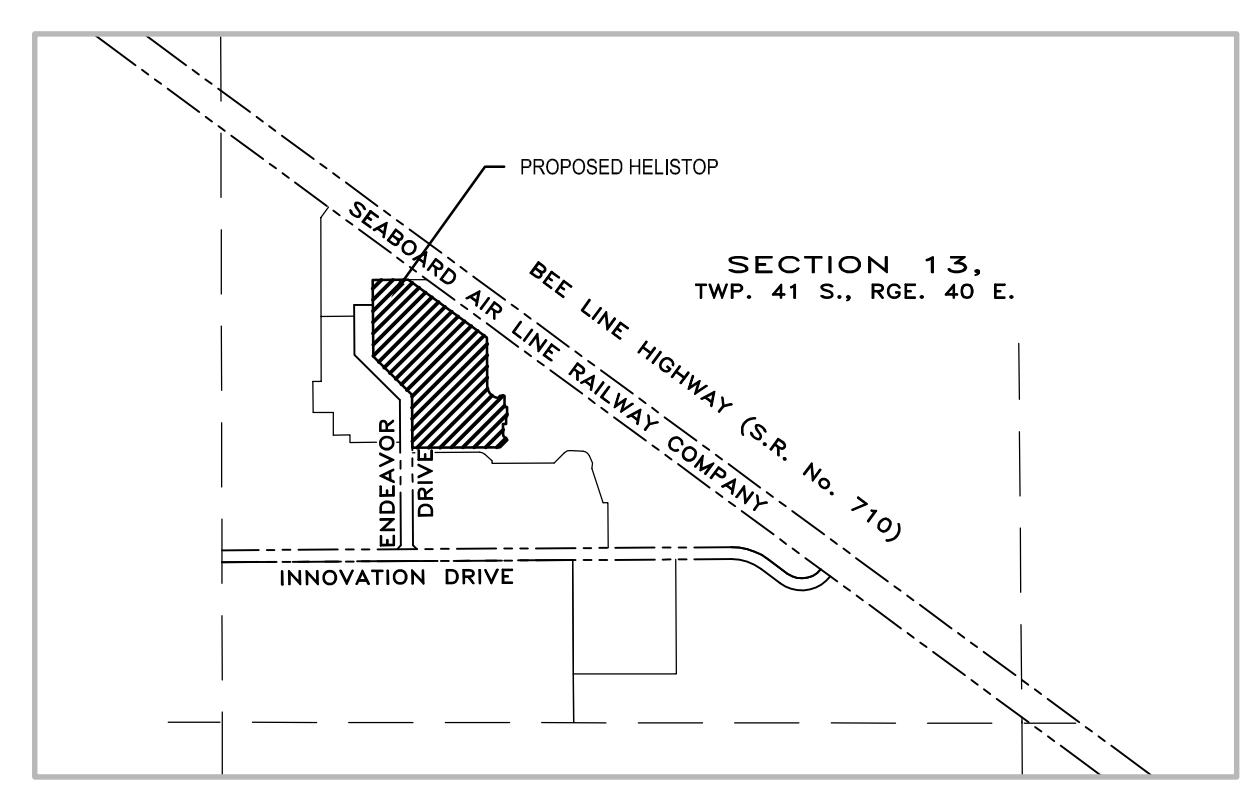 PROPOSED HELISTOP
SECTION 13,
TWP. 41 S., RGE. 40 E.
SEABOARD AIR LINE RAILWAY COMPANY
BEE LINE HIGHWAY (S.R. No. 710)
ENDEAVOR
DRIVE
INNOVATION DRIVE